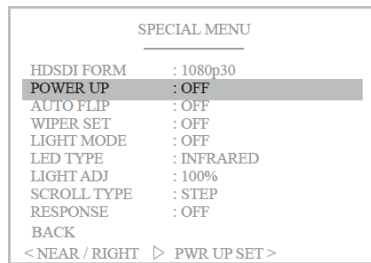 SPECIAL MENU
HDSDI FORM : 1080p30
POWER UP : OFF
AUTO FLIP : OFF
WIPER SET : OFF
LIGHT MODE : OFF
LED TYPE : INFRARED
LIGHT ADJ : 100%
SCROLL TYPE : STEP
RESPONSE : OFF
BACK
< NEAR / RIGHT ▷ PWR UP SET >